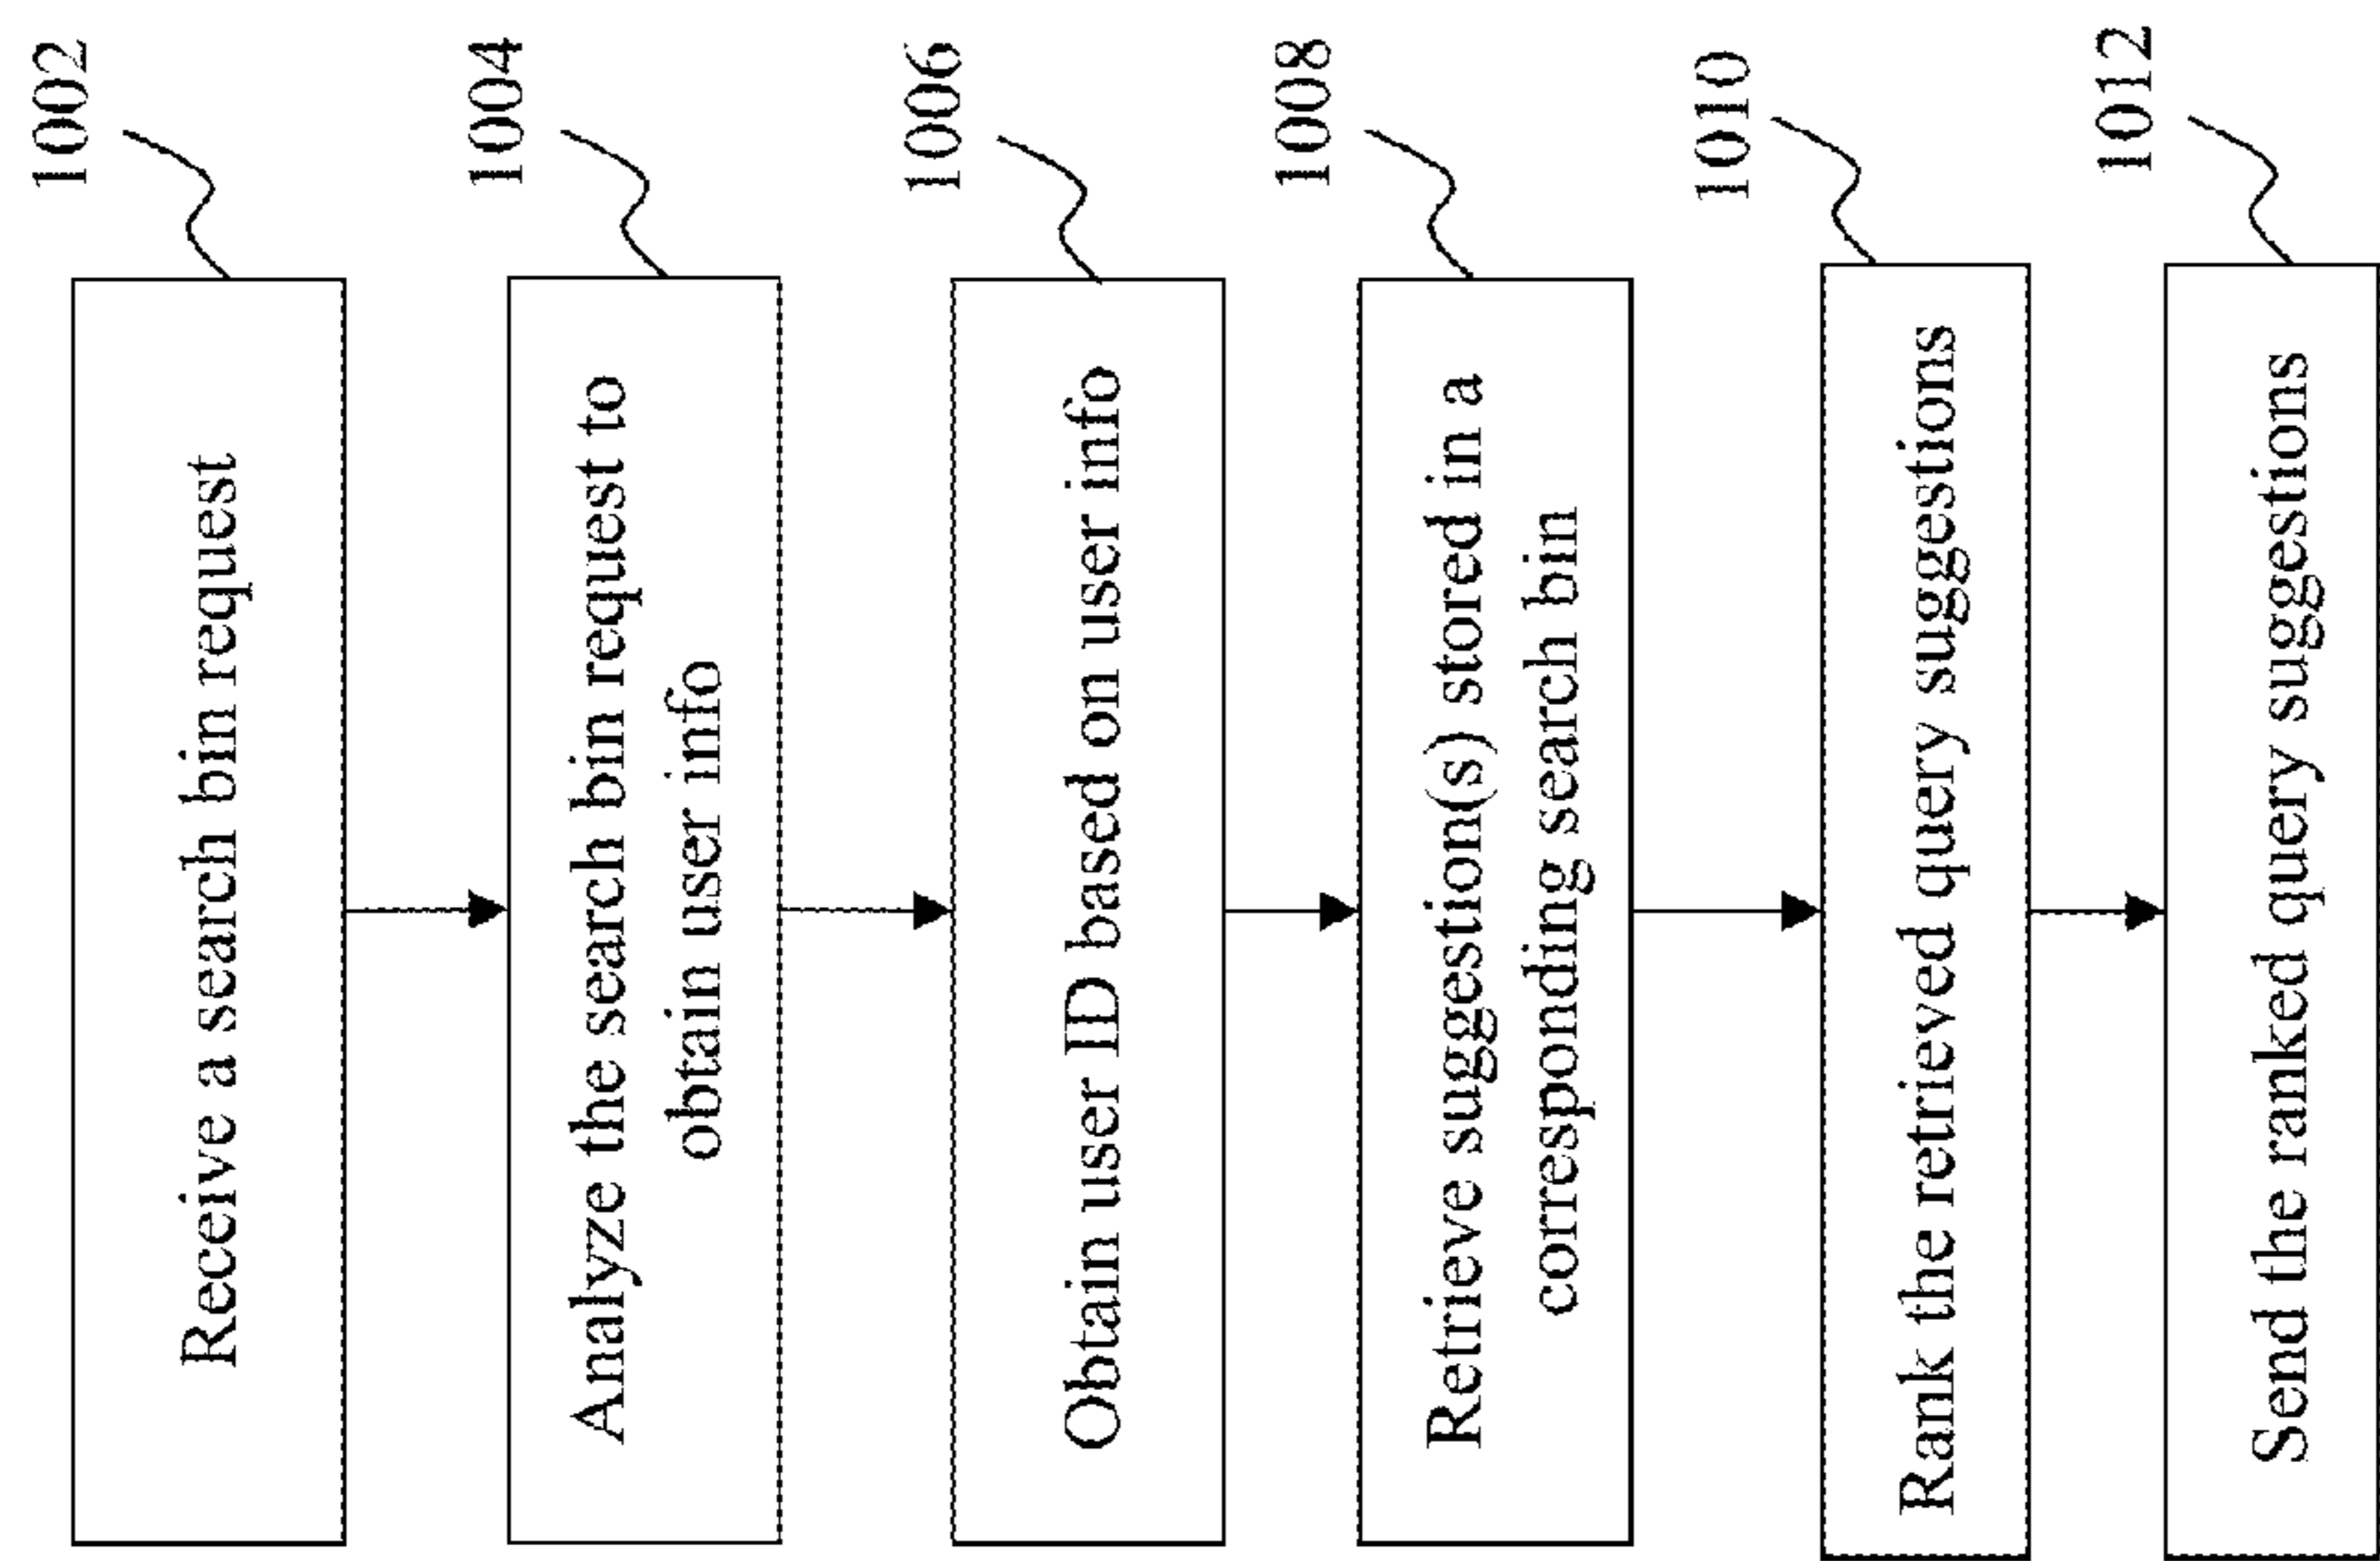 1002
Receive a search bin request
1004
Analyze the search bin request to
obtain user info
1006
Obtain user ID based on user info
1008
Retrieve suggestion(s) stored in a
corresponding search bin
1010
Rank the retrieved query suggestions
1012
Send the ranked query suggestions